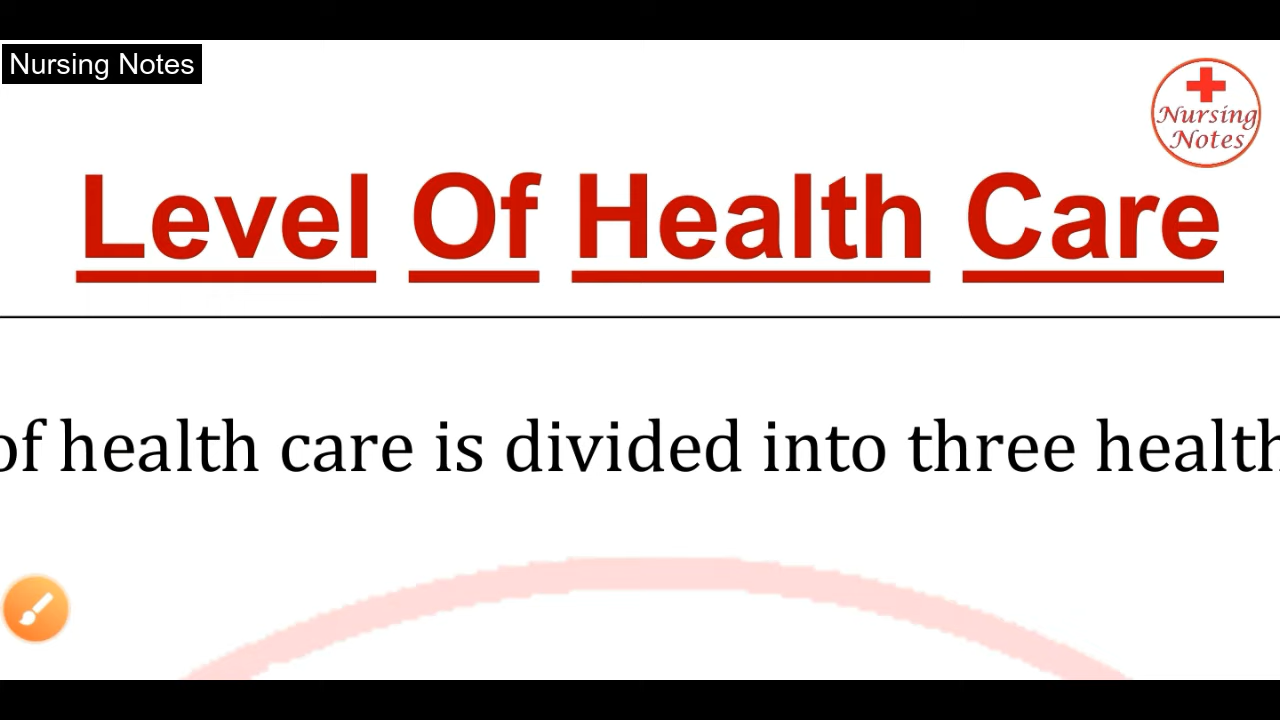 Nursing Notes
Nursing
Notes
Level Of Health Care
of health care is divided into three health